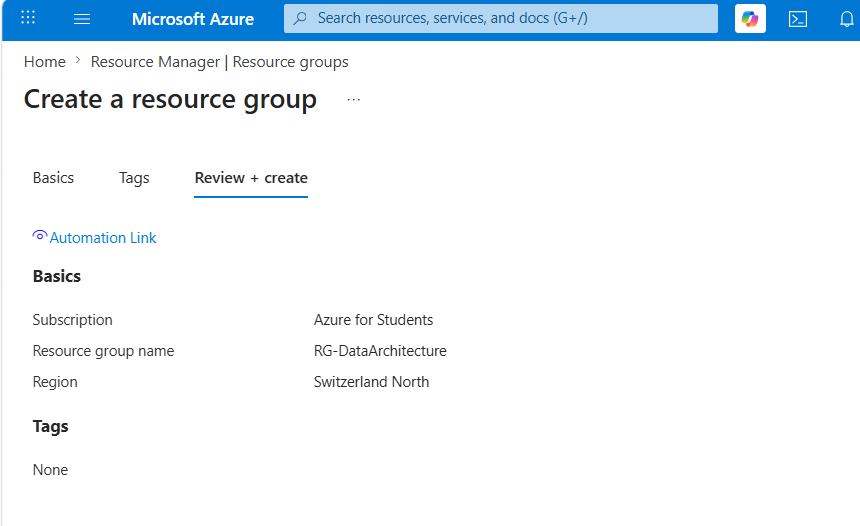 Microsoft Azure
Search resources, services, and docs (G+/)
Home > Resource Manager | Resource groups
Create a resource group ...
Basics Tags Review + create
Automation Link
Basics
Subscription Azure for Students
Resource group name RG-DataArchitecture
Region Switzerland North
Tags
None